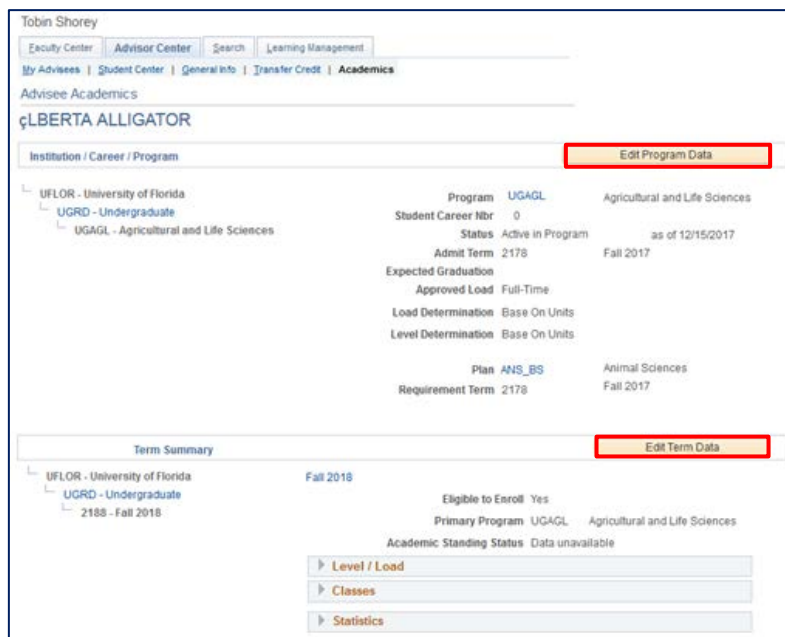 Tobin Shorey
Faculty Center Advisor Center Search Learning Management
My Advisees | Student Center | General Info | Transfer Credit | Academics
Advisee Academics
çLBERTA ALLIGATOR
Institution / Career / Program Edit Program Data
UFLOR - University of Florida
UGRD - Undergraduate
UGAGL - Agricultural and Life Sciences
Program UGAGL Agricultural and Life Sciences
Student Career Nbr 0
Status Active in Program as of 12/15/2017
Admit Term 2178 Fall 2017
Expected Graduation
Approved Load Full-Time
Load Determination Base On Units
Level Determination Base On Units
Plan ANS_BS Animal Sciences
Requirement Term 2178 Fall 2017
Term Summary Edit Term Data
UFLOR - University of Florida
UGRD - Undergraduate
2188 - Fall 2018
Fall 2018
Eligible to Enroll Yes
Primary Program UGAGL Agricultural and Life Sciences
Academic Standing Status Data unavailable
Level / Load
Classes
Statistics